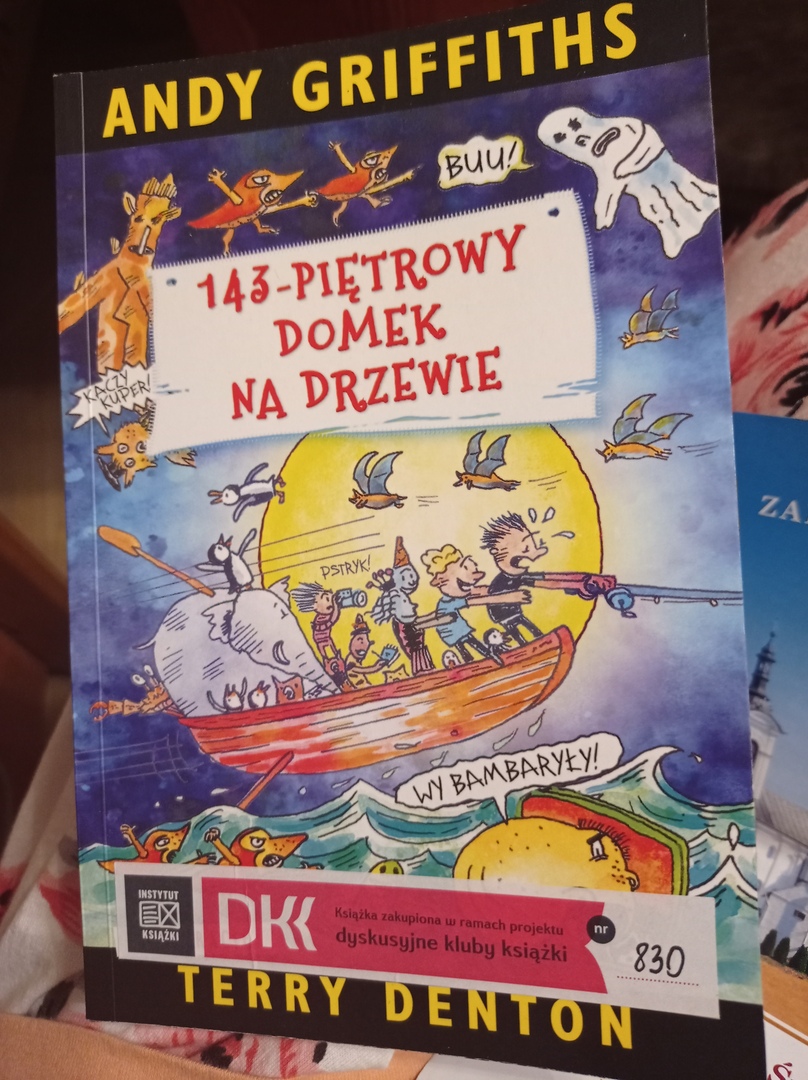 ANDY GRIFFITHS
BUU!
143-PIĘTROWY
DOMEK
NA DRZEWIE
KACZY
KUPER!
PSTRYK!
WY BAMBARYŁY!
INSTYTUT
KSIĄŻKI
DKK
Książka zakupiona w ramach projektu
dyskusyjne kluby książki
nr
830
TERRY DENTON
ZA